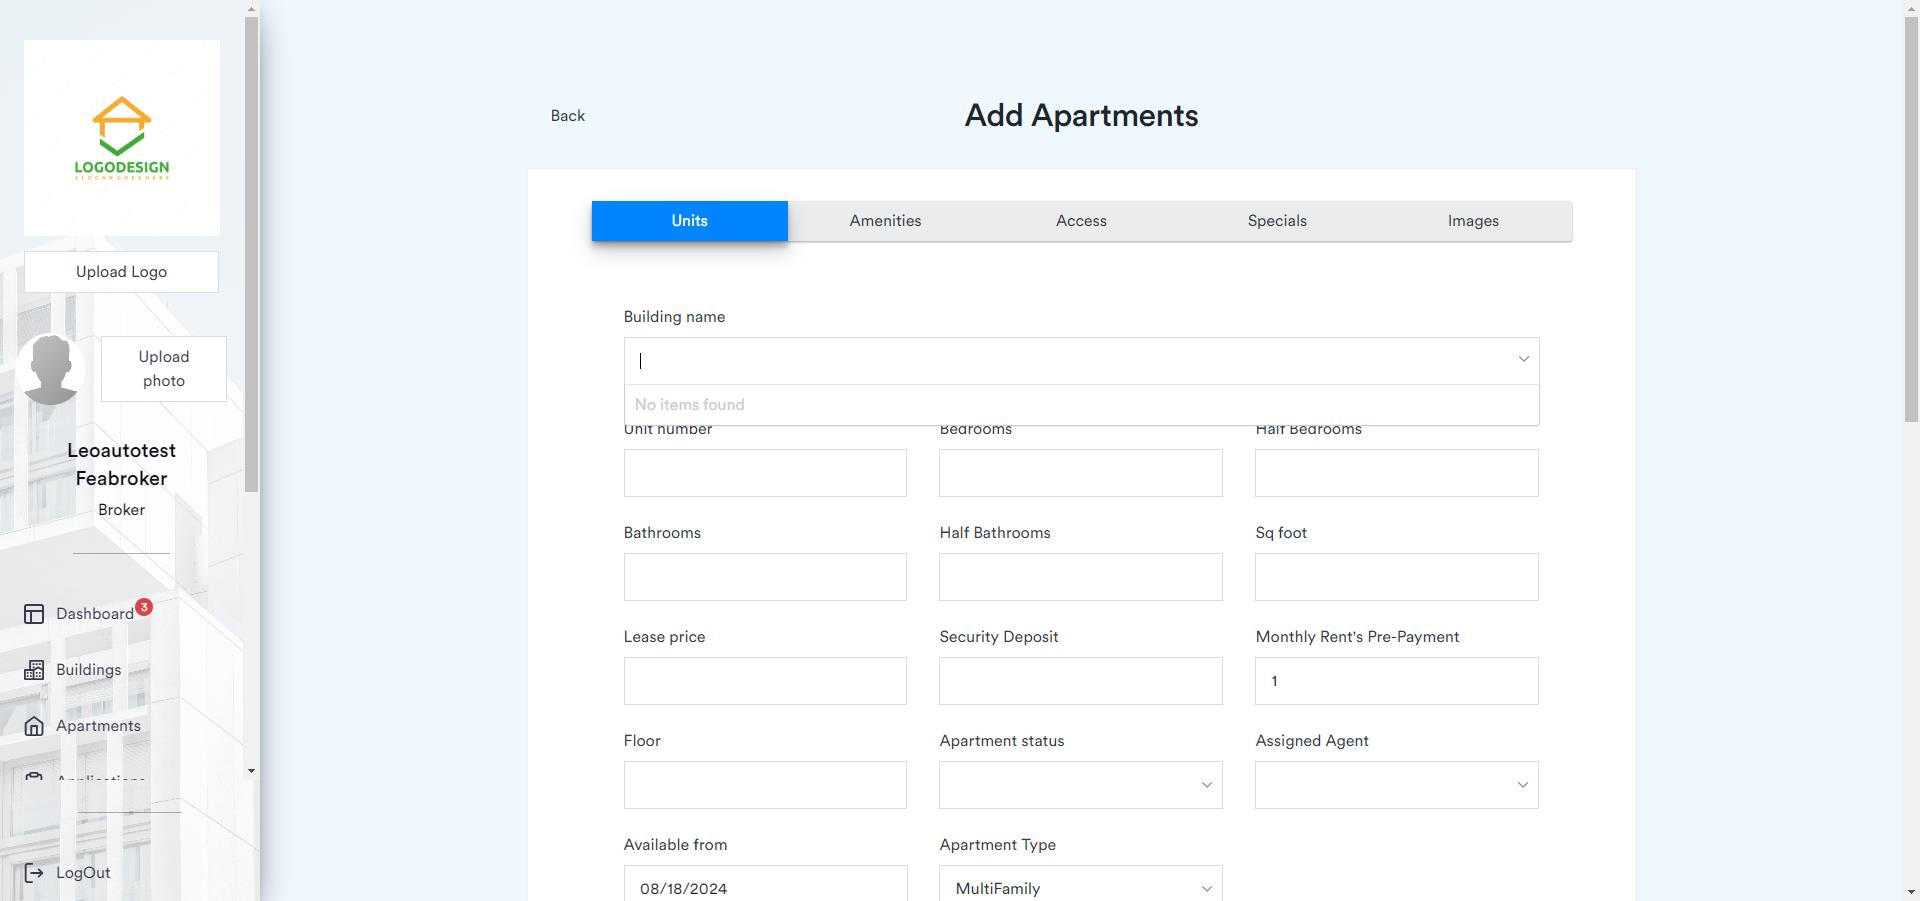 LOGODESIGN
SLOGANGOESHERE
Upload Logo
Upload
photo
Leoautotest
Feabroker
Broker
Dashboard 3
Buildings
Apartments
Applications
LogOut
Back
Add Apartments
Units Amenities Access Specials Images
Building name
No items found
Unit number Bedrooms Half Bedrooms
Bathrooms Half Bathrooms Sq foot
Lease price Security Deposit Monthly Rent's Pre-Payment
1
Floor Apartment status Assigned Agent
Available from Apartment Type
08/18/2024 MultiFamily